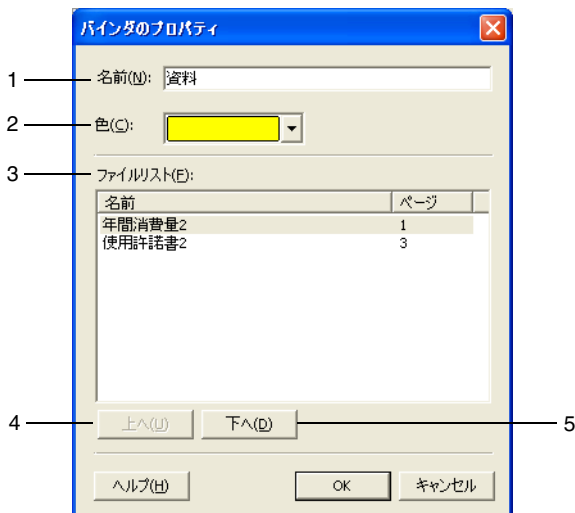 バインダのプロパティ
1 名前(N): 資料
2 色(C):
3 ファイルリスト(F):
名前 ページ
年間消費量2 1
使用許諾書2 3
4 上へ(U) 下へ(D) 5
ヘルプ(H) OK キャンセル